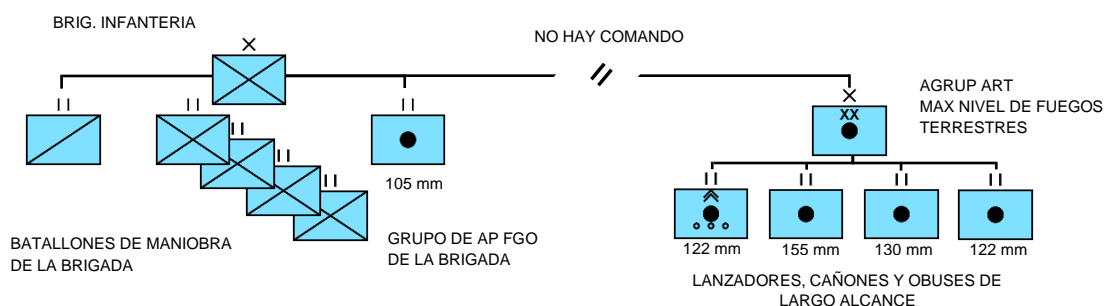 BRIG. INFANTERIA
NO HAY COMANDO
AGRUP ART
MAX NIVEL DE FUEGOS
TERRESTRES
XX
105 mm
BATALLONES DE MANIOBRA
DE LA BRIGADA
GRUPO DE AP FGO
DE LA BRIGADA
122 mm
155 mm
130 mm
122 mm
LANZADORES, CAÑONES Y OBUSES DE
LARGO ALCANCE